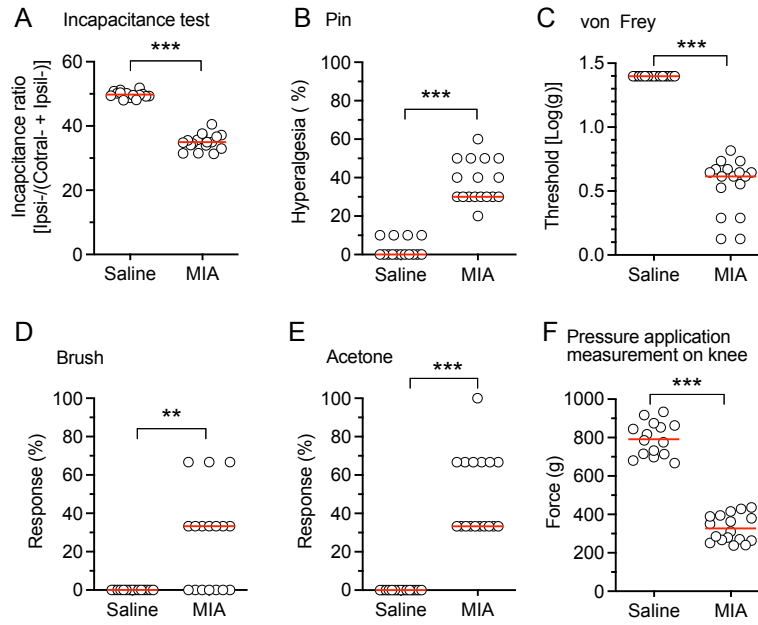 A Incapacitance test
***
Incapcitance ratio
[Ipsi-/(Cotral- + Ipsil-)]
60
40
20
0
Saline MIA
B Pin
***
Hyperalgesia ( %)
100
80
60
40
20
0
Saline MIA
C von Frey
***
Threshold [Log(g)]
1.5
1.0
0.5
0.0
Saline MIA
D Brush
**
Response (%)
100
80
60
40
20
0
Saline MIA
E Acetone
***
Response (%)
100
80
60
40
20
0
Saline MIA
F Pressure application
measurement on knee
***
Force (g)
1000
800
600
400
200
0
Saline MIA